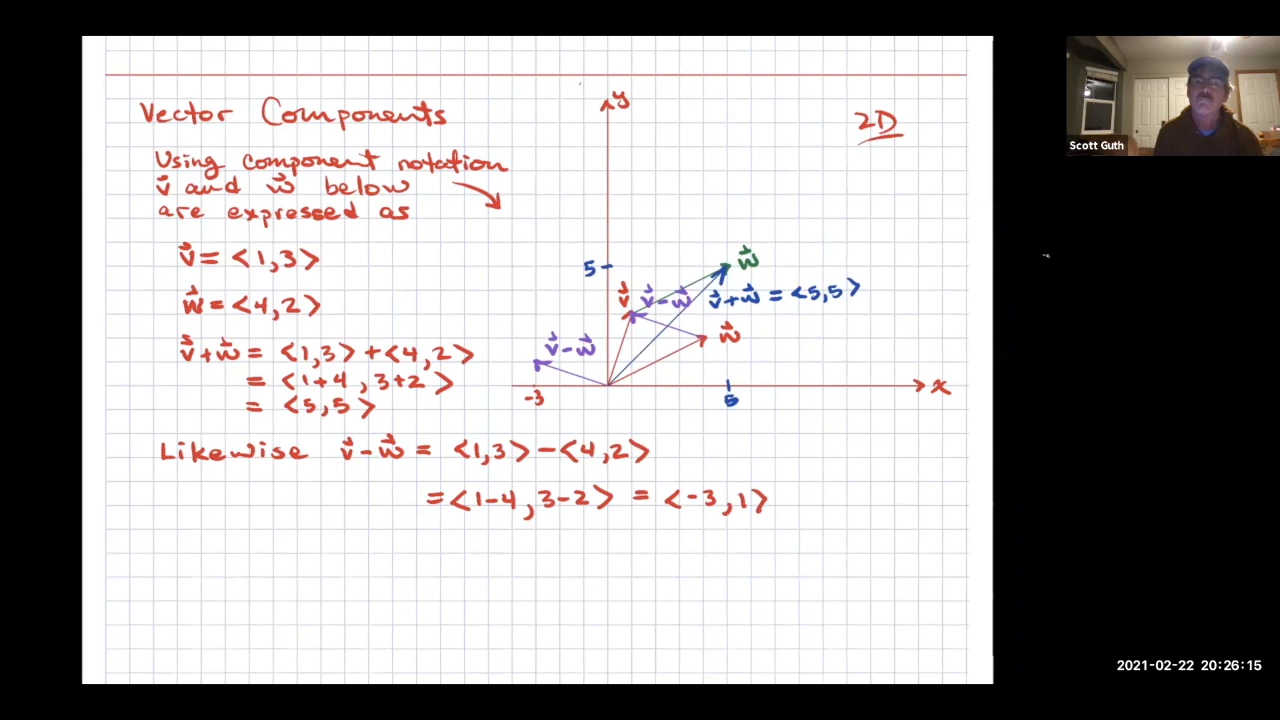 Vector Components
2D
Using component notation
v⃗ and w⃗ below
are expressed as
v⃗ = <1,3>
w⃗ = <4,2>
v⃗+w⃗ = <1,3>+<4,2>
= <1+4, 3+2>
= <5,5>
Likewise v⃗-w⃗ = <1,3>-<4,2>
= <1-4, 3-2> = <-3,1>
y
5
w⃗
v⃗ v⃗-w⃗
v⃗+w⃗ = <5,5>
w⃗
v⃗-w⃗
-3
5
x
Scott Guth
2021-02-22 20:26:15